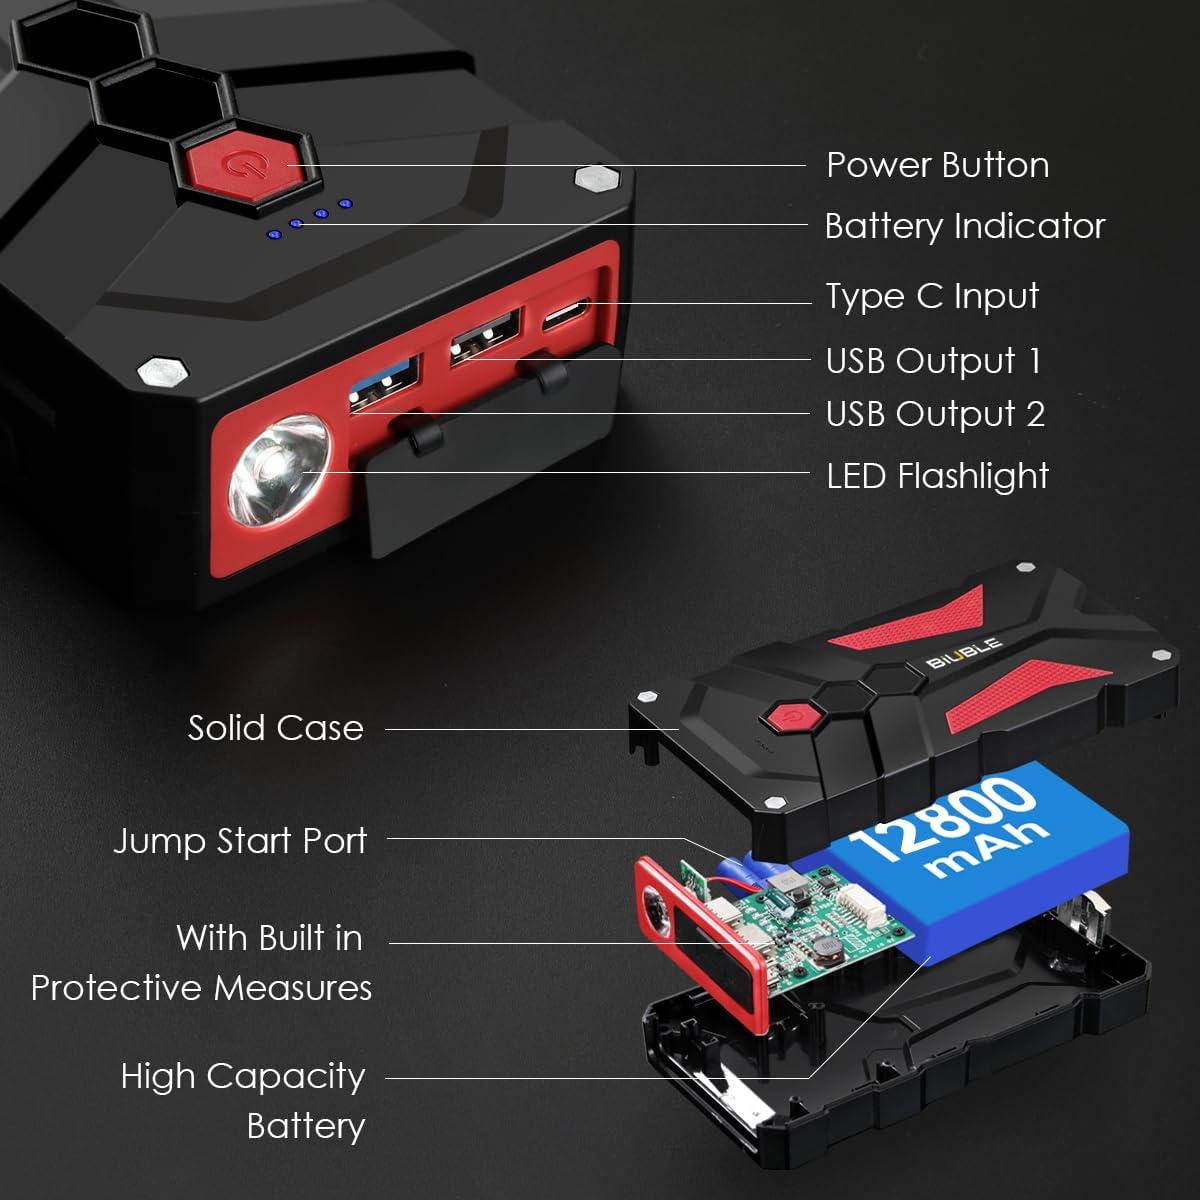 Power Button
Battery Indicator
Type C Input
USB Output 1
USB Output 2
LED Flashlight
BiUBLE
Solid Case
12800
mAh
Jump Start Port
With Built in
Protective Measures
High Capacity
Battery